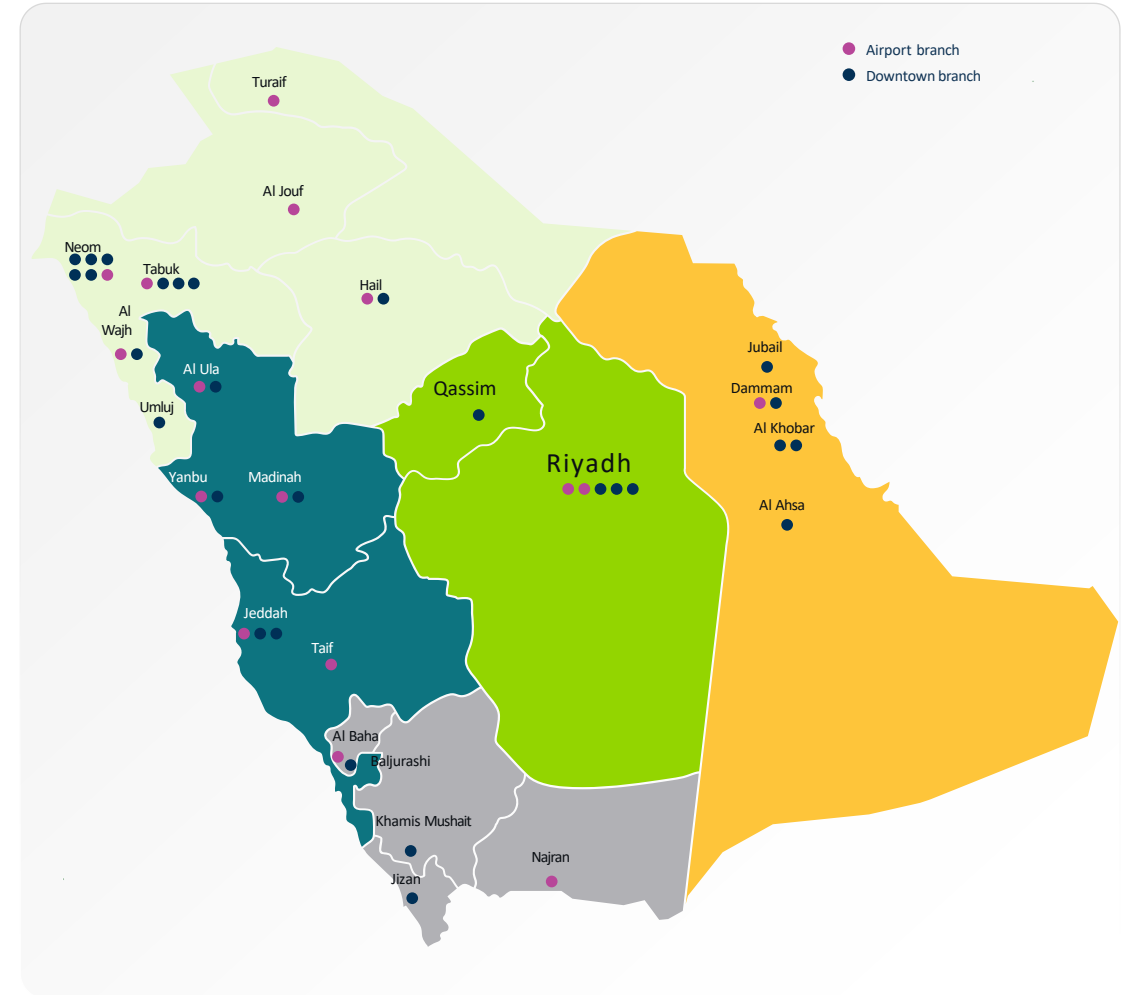 Airport branch
Downtown branch
Turaif
Al Jouf
Neom
Tabuk
Hail
Al
Wajh
Al Ula
Umluj
Qassim
Jubail
Dammam
Al Khobar
Riyadh
Yanbu
Madinah
Al Ahsa
Jeddah
Taif
Al Baha
Baljurashi
Khamis Mushait
Najran
Jizan